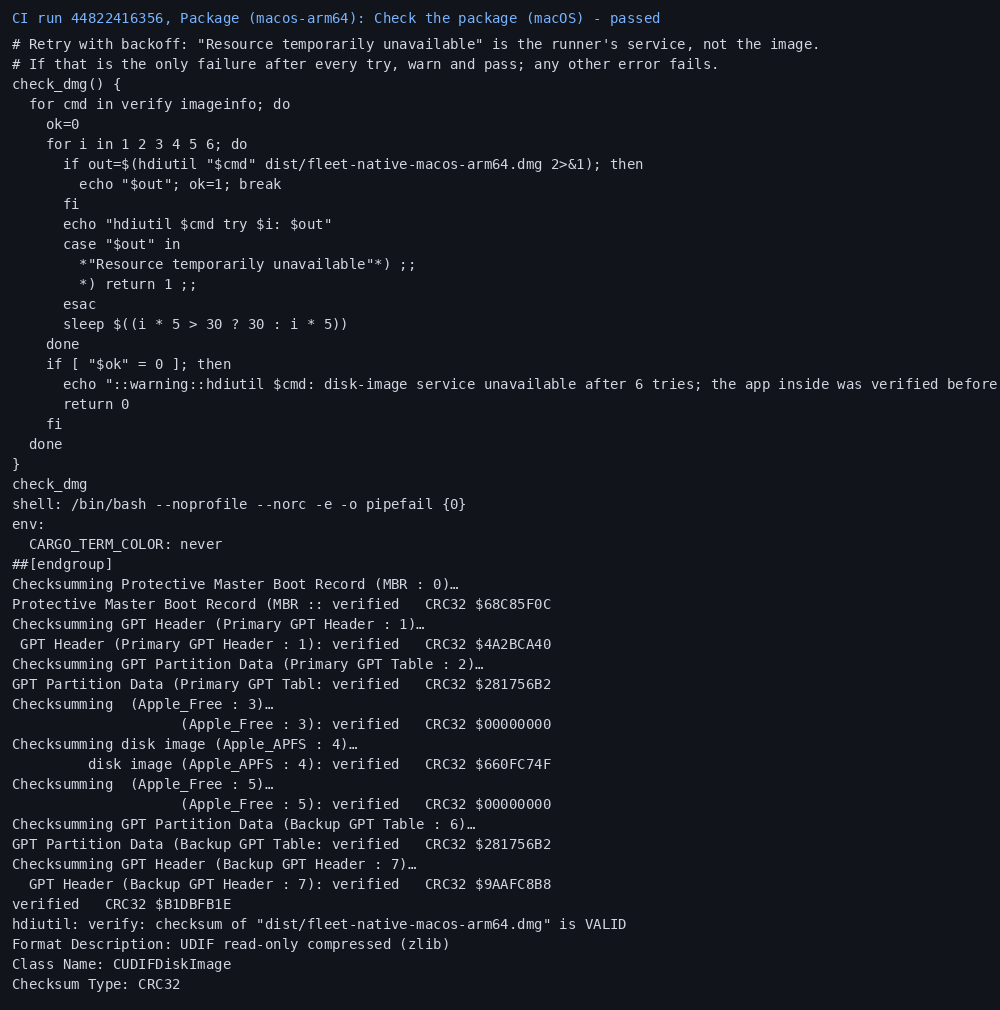 CI run 44822416356, Package (macos-arm64): Check the package (macOS) - passed
# Retry with backoff: "Resource temporarily unavailable" is the runner's service, not the image.
# If that is the only failure after every try, warn and pass; any other error fails.
check_dmg() {
  for cmd in verify imageinfo; do
    ok=0
    for i in 1 2 3 4 5 6; do
      if out=$(hdiutil "$cmd" dist/fleet-native-macos-arm64.dmg 2>&1); then
        echo "$out"; ok=1; break
      fi
      echo "hdiutil $cmd try $i: $out"
      case "$out" in
        *"Resource temporarily unavailable"*) ;;
        *) return 1 ;;
      esac
      sleep $((i * 5 > 30 ? 30 : i * 5))
    done
    if [ "$ok" = 0 ]; then
      echo "::warning::hdiutil $cmd: disk-image service unavailable after 6 tries; the app inside was verified before
      return 0
    fi
  done
}
check_dmg
shell: /bin/bash --noprofile --norc -e -o pipefail {0}
env:
  CARGO_TERM_COLOR: never
##[endgroup]
Checksumming Protective Master Boot Record (MBR : 0)…
Protective Master Boot Record (MBR :: verified   CRC32 $68C85F0C
Checksumming GPT Header (Primary GPT Header : 1)…
 GPT Header (Primary GPT Header : 1): verified   CRC32 $4A2BCA40
Checksumming GPT Partition Data (Primary GPT Table : 2)…
GPT Partition Data (Primary GPT Tabl: verified   CRC32 $281756B2
Checksumming  (Apple_Free : 3)…
                    (Apple_Free : 3): verified   CRC32 $00000000
Checksumming disk image (Apple_APFS : 4)…
         disk image (Apple_APFS : 4): verified   CRC32 $660FC74F
Checksumming  (Apple_Free : 5)…
                    (Apple_Free : 5): verified   CRC32 $00000000
Checksumming GPT Partition Data (Backup GPT Table : 6)…
GPT Partition Data (Backup GPT Table: verified   CRC32 $281756B2
Checksumming GPT Header (Backup GPT Header : 7)…
  GPT Header (Backup GPT Header : 7): verified   CRC32 $9AAFC8B8
verified   CRC32 $B1DBFB1E
hdiutil: verify: checksum of "dist/fleet-native-macos-arm64.dmg" is VALID
Format Description: UDIF read-only compressed (zlib)
Class Name: CUDIFDiskImage
Checksum Type: CRC32